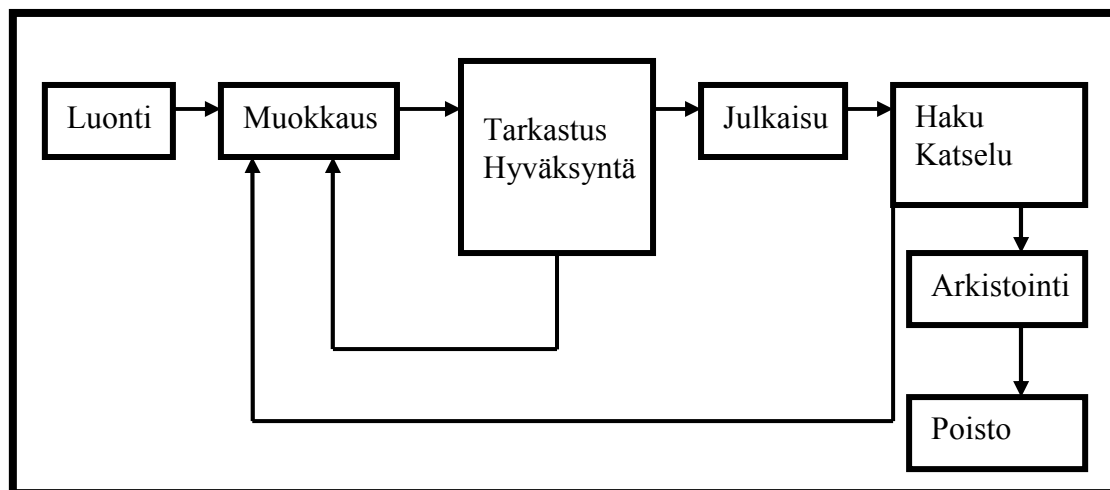 Luonti
Muokkaus
Tarkastus
Hyväksyntä
Julkaisu
Haku
Katselu
Arkistointi
Poisto